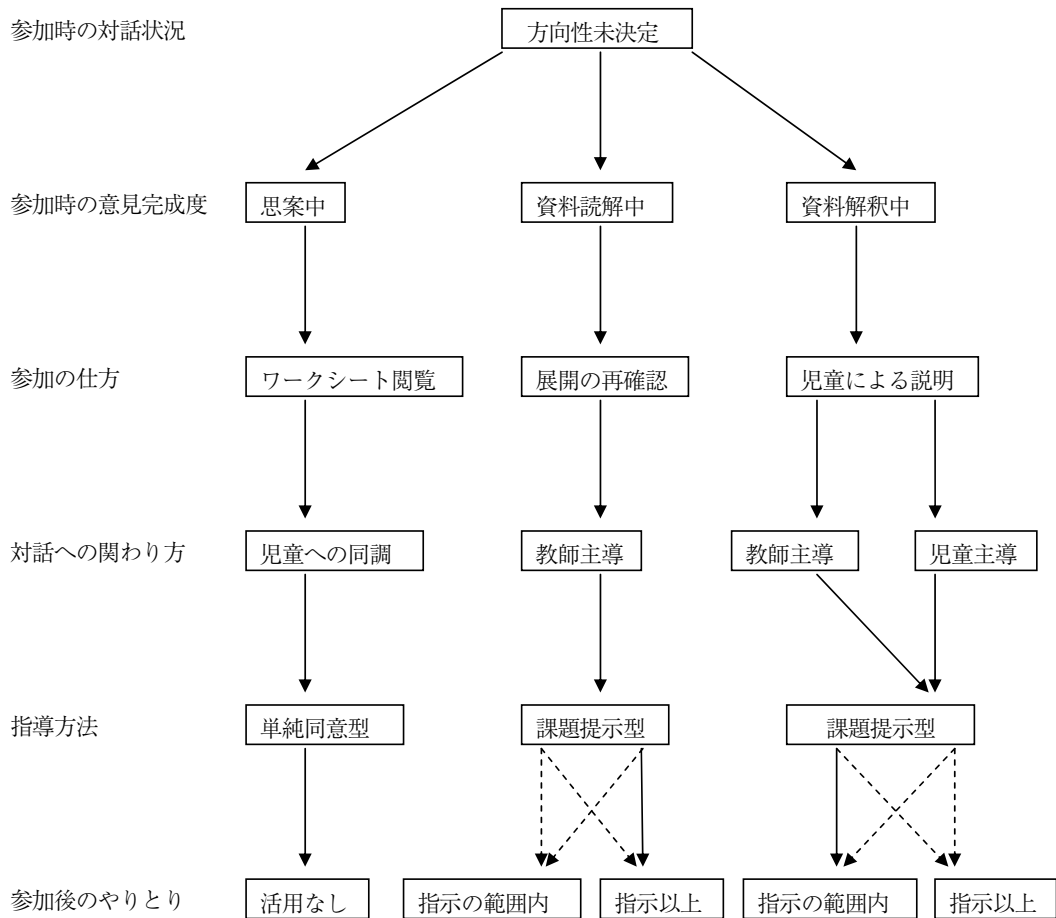 参加時の対話状況
方向性未決定
参加時の意見完成度
思案中
資料読解中
資料解釈中
参加の仕方
ワークシート閲覧
展開の再確認
児童による説明
対話への関わり方
児童への同調
教師主導
教師主導
児童主導
指導方法
単純同意型
課題提示型
課題提示型
参加後のやりとり
活用なし
指示の範囲内
指示以上
指示の範囲内
指示以上